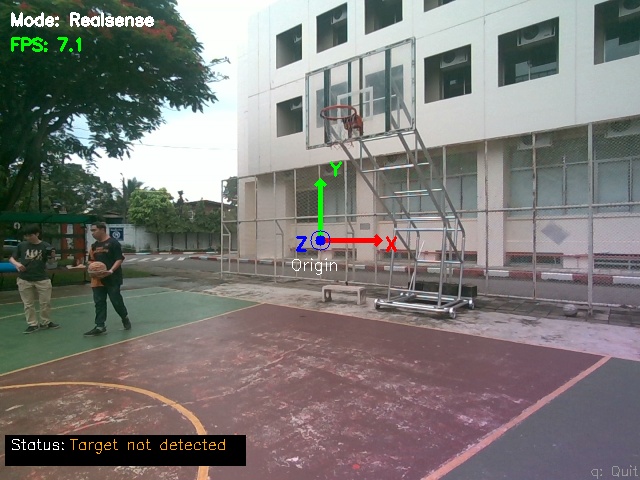 Mode: Realsense
FPS: 7.1
Y
Z
X
Origin
Status: Target not detected
q: Quit